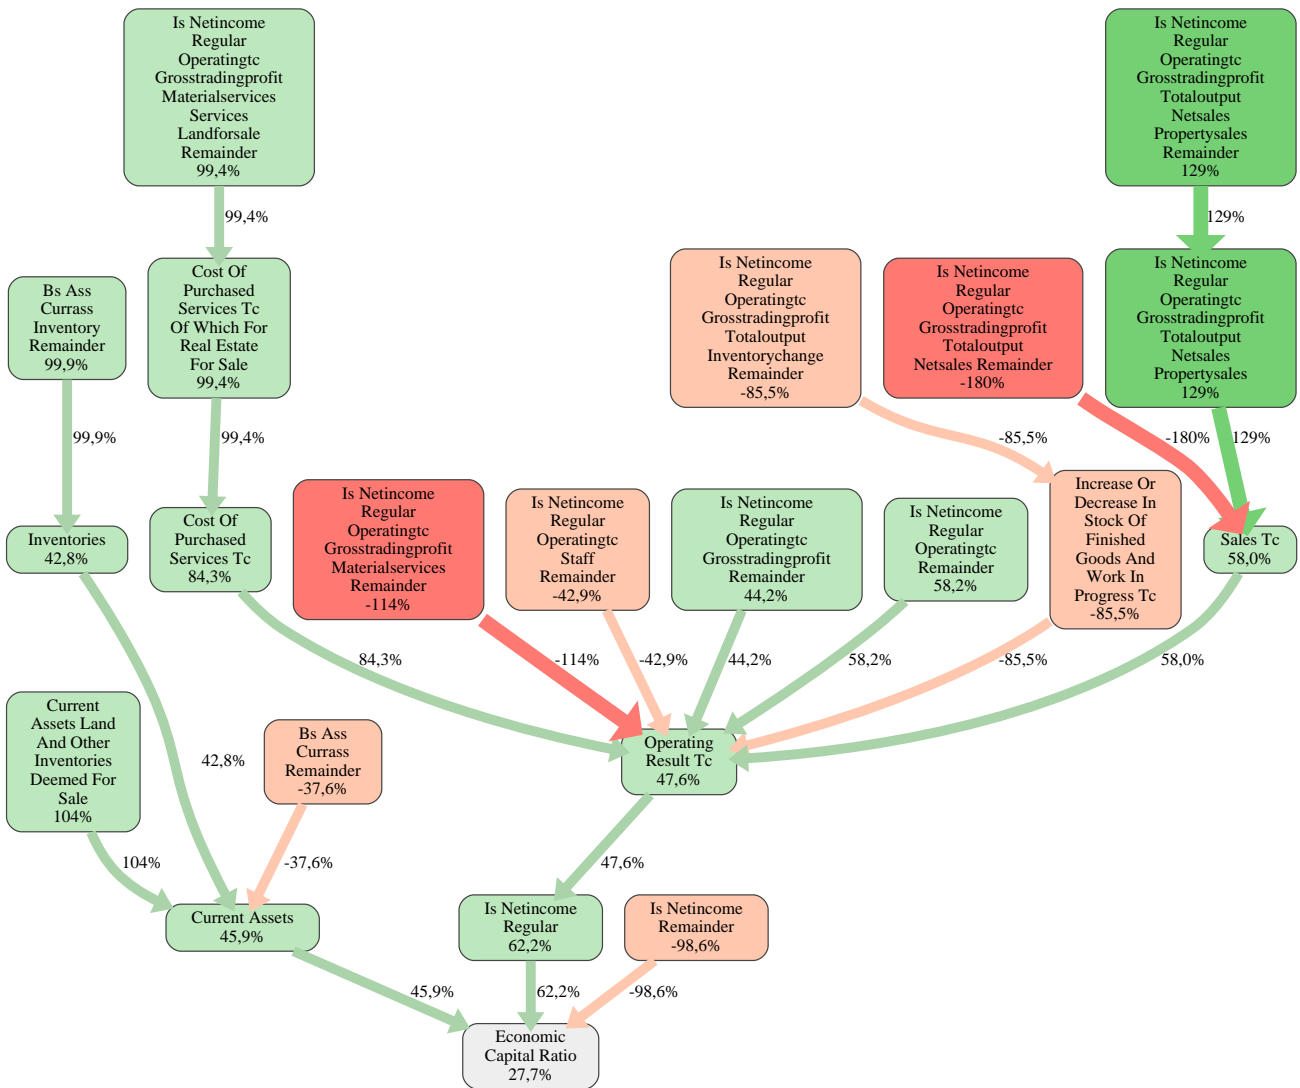 Is Netincome
Regular
Operatingtc
Grosstradingprofit
Materialservices
Services
Landforsale
Remainder
99,4%
Is Netincome
Regular
Operatingtc
Grosstradingprofit
Totaloutput
Netsales
Propertysales
Remainder
129%
99,4%
129%
Bs Ass
Currass
Inventory
Remainder
99,9%
Cost Of
Purchased
Services Tc
Of Which For
Real Estate
For Sale
99,4%
Is Netincome
Regular
Operatingtc
Grosstradingprofit
Totaloutput
Inventorychange
Remainder
-85,5%
Is Netincome
Regular
Operatingtc
Grosstradingprofit
Totaloutput
Netsales Remainder
-180%
Is Netincome
Regular
Operatingtc
Grosstradingprofit
Totaloutput
Netsales
Propertysales
129%
99,9%
99,4%
-85,5%
-180%
129%
Inventories
42,8%
Cost Of
Purchased
Services Tc
84,3%
Is Netincome
Regular
Operatingtc
Grosstradingprofit
Materialservices
Remainder
-114%
Is Netincome
Regular
Operatingtc
Staff
Remainder
-42,9%
Is Netincome
Regular
Operatingtc
Grosstradingprofit
Remainder
44,2%
Is Netincome
Regular
Operatingtc
Remainder
58,2%
Increase Or
Decrease In
Stock Of
Finished
Goods And
Work In
Progress Tc
-85,5%
Sales Tc
58,0%
84,3%
-114%
-42,9%
44,2%
58,2%
-85,5%
58,0%
Current
Assets Land
And Other
Inventories
Deemed For
Sale
104%
42,8%
Bs Ass
Currass
Remainder
-37,6%
Operating
Result Tc
47,6%
104%
-37,6%
47,6%
Current Assets
45,9%
Is Netincome
Regular
62,2%
Is Netincome
Remainder
-98,6%
45,9%
62,2%
-98,6%
Economic
Capital Ratio
27,7%